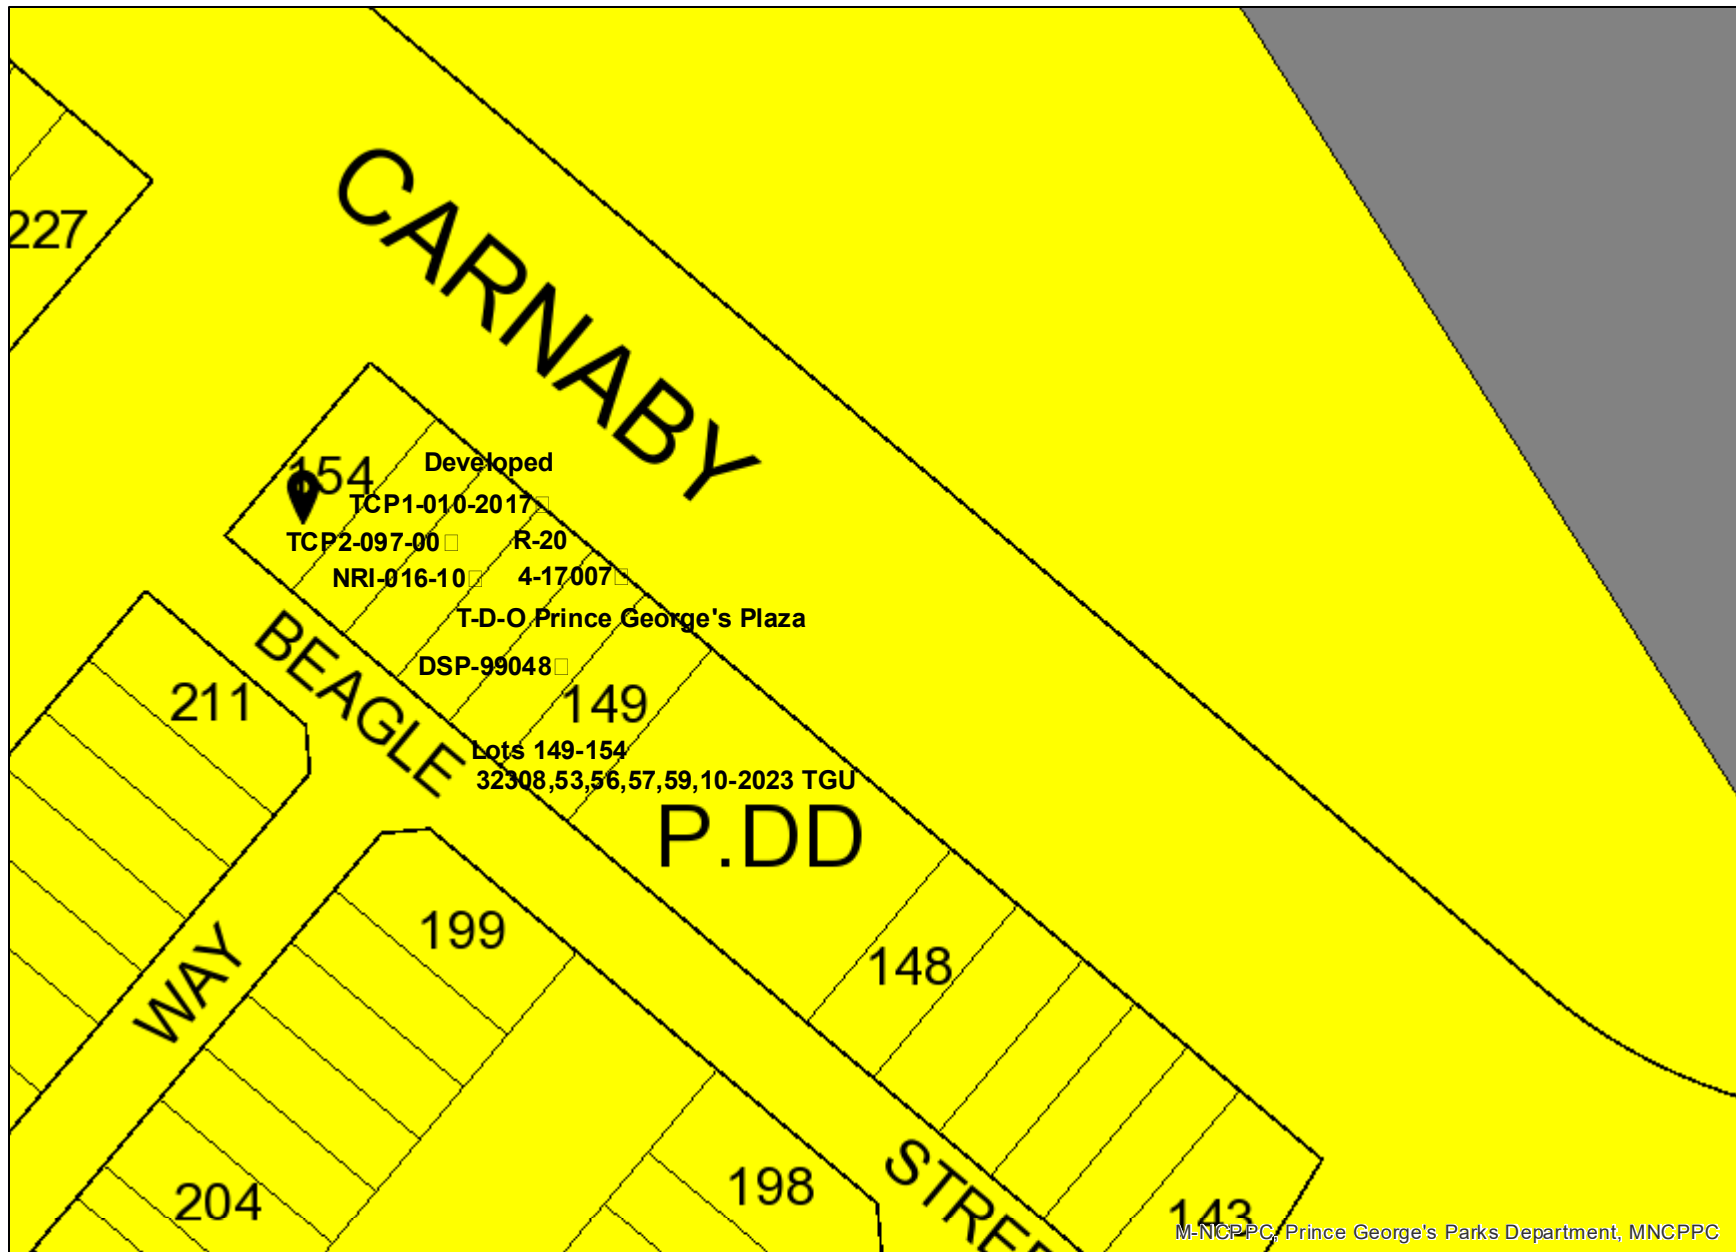 CARNABY
227
154
Developed
TCP1-010-2017
TCP2-097-00
R-20
NRI-016-10
4-17007
T-D-O Prince George's Plaza
DSP-99048
BEAGLE
211
149
Lots 149-154
32308,53,56,57,59,10-2023 TGU
P.DD
199
148
WAY
198
204
STREE
143
M-NCPPC, Prince George's Parks Department, MNCPPC